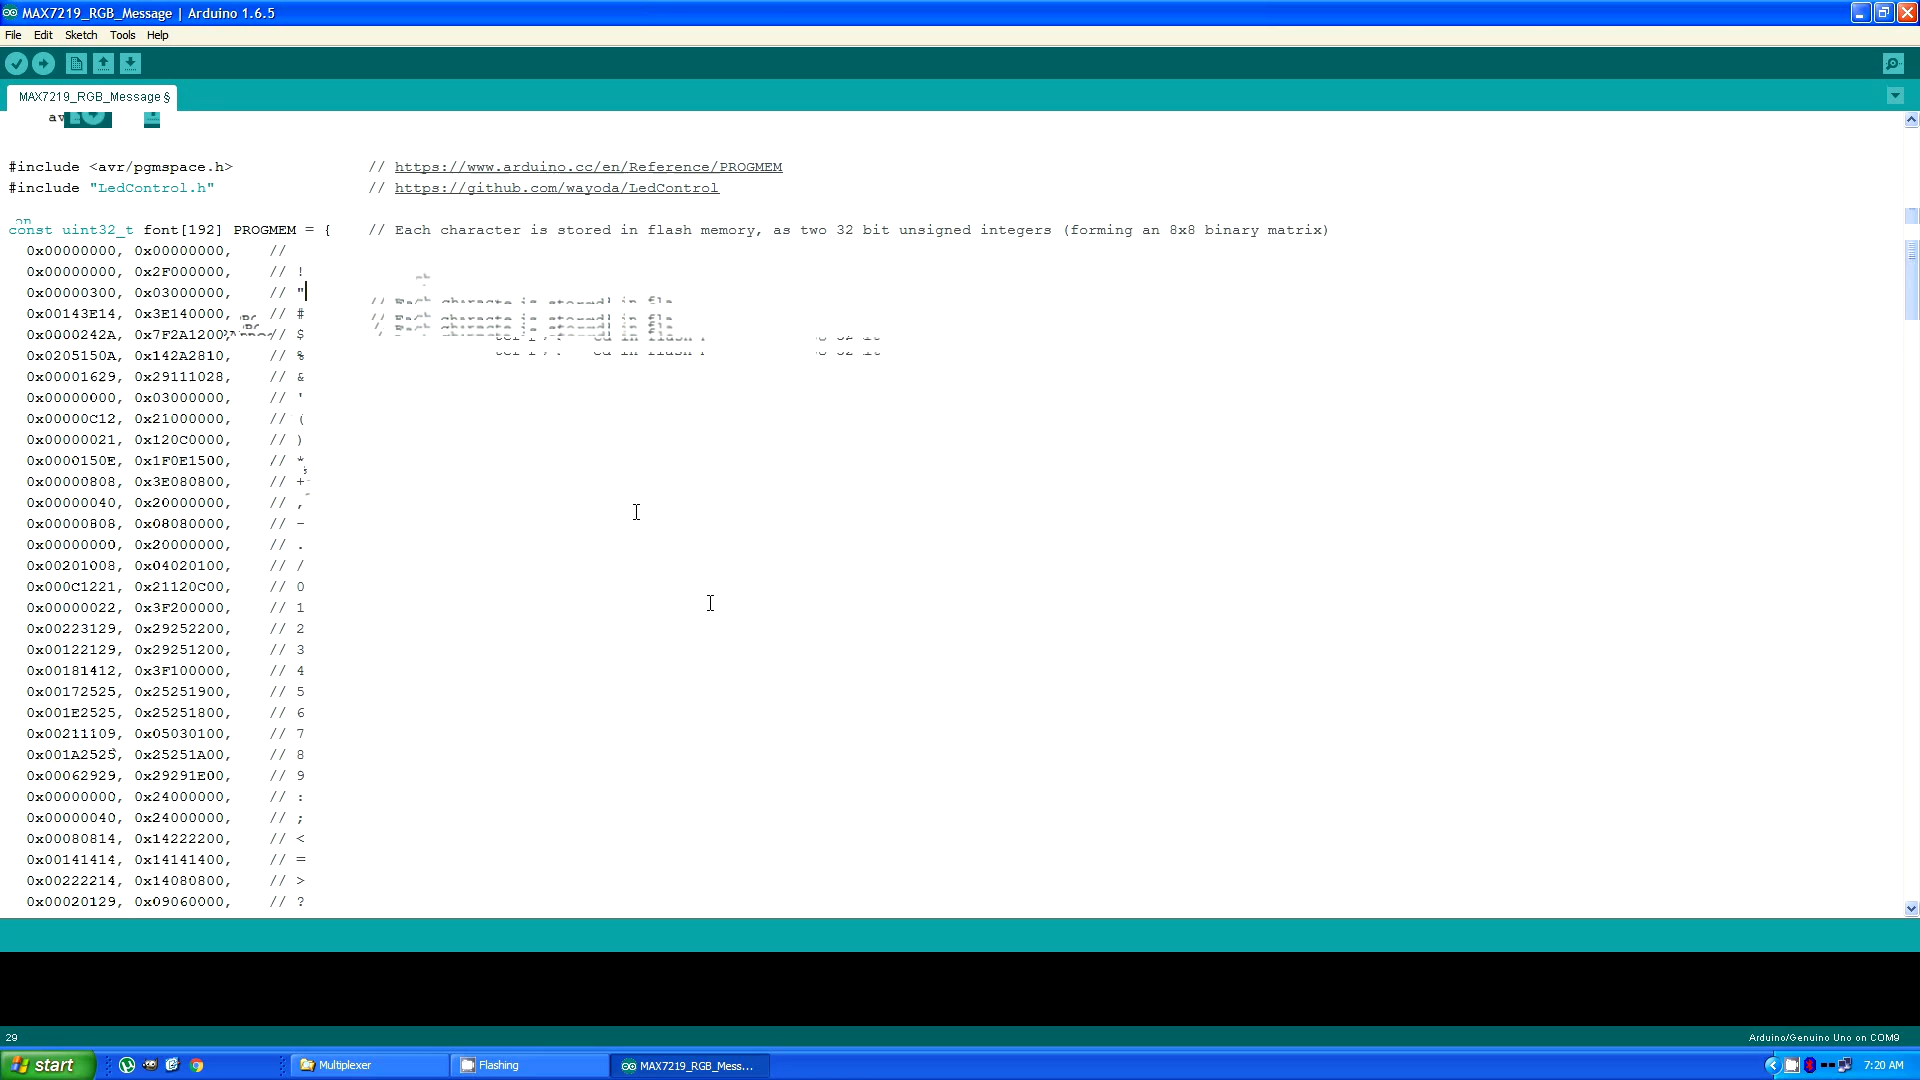 MAX7219_RGB_Message | Arduino 1.6.5
File Edit Sketch Tools Help
MAX7219_RGB_Message §
av
#include <avr/pgmspace.h> // https://www.arduino.cc/en/Reference/PROGMEM
#include "LedControl.h" // https://github.com/wayoda/LedControl
const uint32_t font[192] PROGMEM = { // Each character is stored in flash memory, as two 32 bit unsigned integers (forming an 8x8 binary matrix)
0x00000000, 0x00000000, //
0x00000000, 0x2F000000, // !
0x00000300, 0x03000000, // "
0x00143E14, 0x3E140000, // #
0x0000242A, 0x7F2A1200, // $
0x0205150A, 0x142A2810, // %
0x00001629, 0x29111028, // &
0x00000000, 0x03000000, // '
0x00000C12, 0x21000000, // (
0x00000021, 0x120C0000, // )
0x0000150E, 0x1F0E1500, // *
0x00000808, 0x3E080800, // +
0x00000040, 0x20000000, // ,
0x00000808, 0x08080000, // -
0x00000000, 0x20000000, // .
0x00201008, 0x04020100, // /
0x000C1221, 0x21120C00, // 0
0x00000022, 0x3F200000, // 1
0x00223129, 0x29252200, // 2
0x00122129, 0x29251200, // 3
0x00181412, 0x3F100000, // 4
0x00172525, 0x25251900, // 5
0x001E2525, 0x25251800, // 6
0x00211109, 0x05030100, // 7
0x001A2525, 0x25251A00, // 8
0x00062929, 0x29291E00, // 9
0x00000000, 0x24000000, // :
0x00000040, 0x24000000, // ;
0x00080814, 0x14222200, // <
0x00141414, 0x14141400, // =
0x00222214, 0x14080800, // >
0x00020129, 0x09060000, // ?
29
Arduino/Genuino Uno on COM9
start Multiplexer Flashing MAX7219_RGB_Mess... 7:20 AM